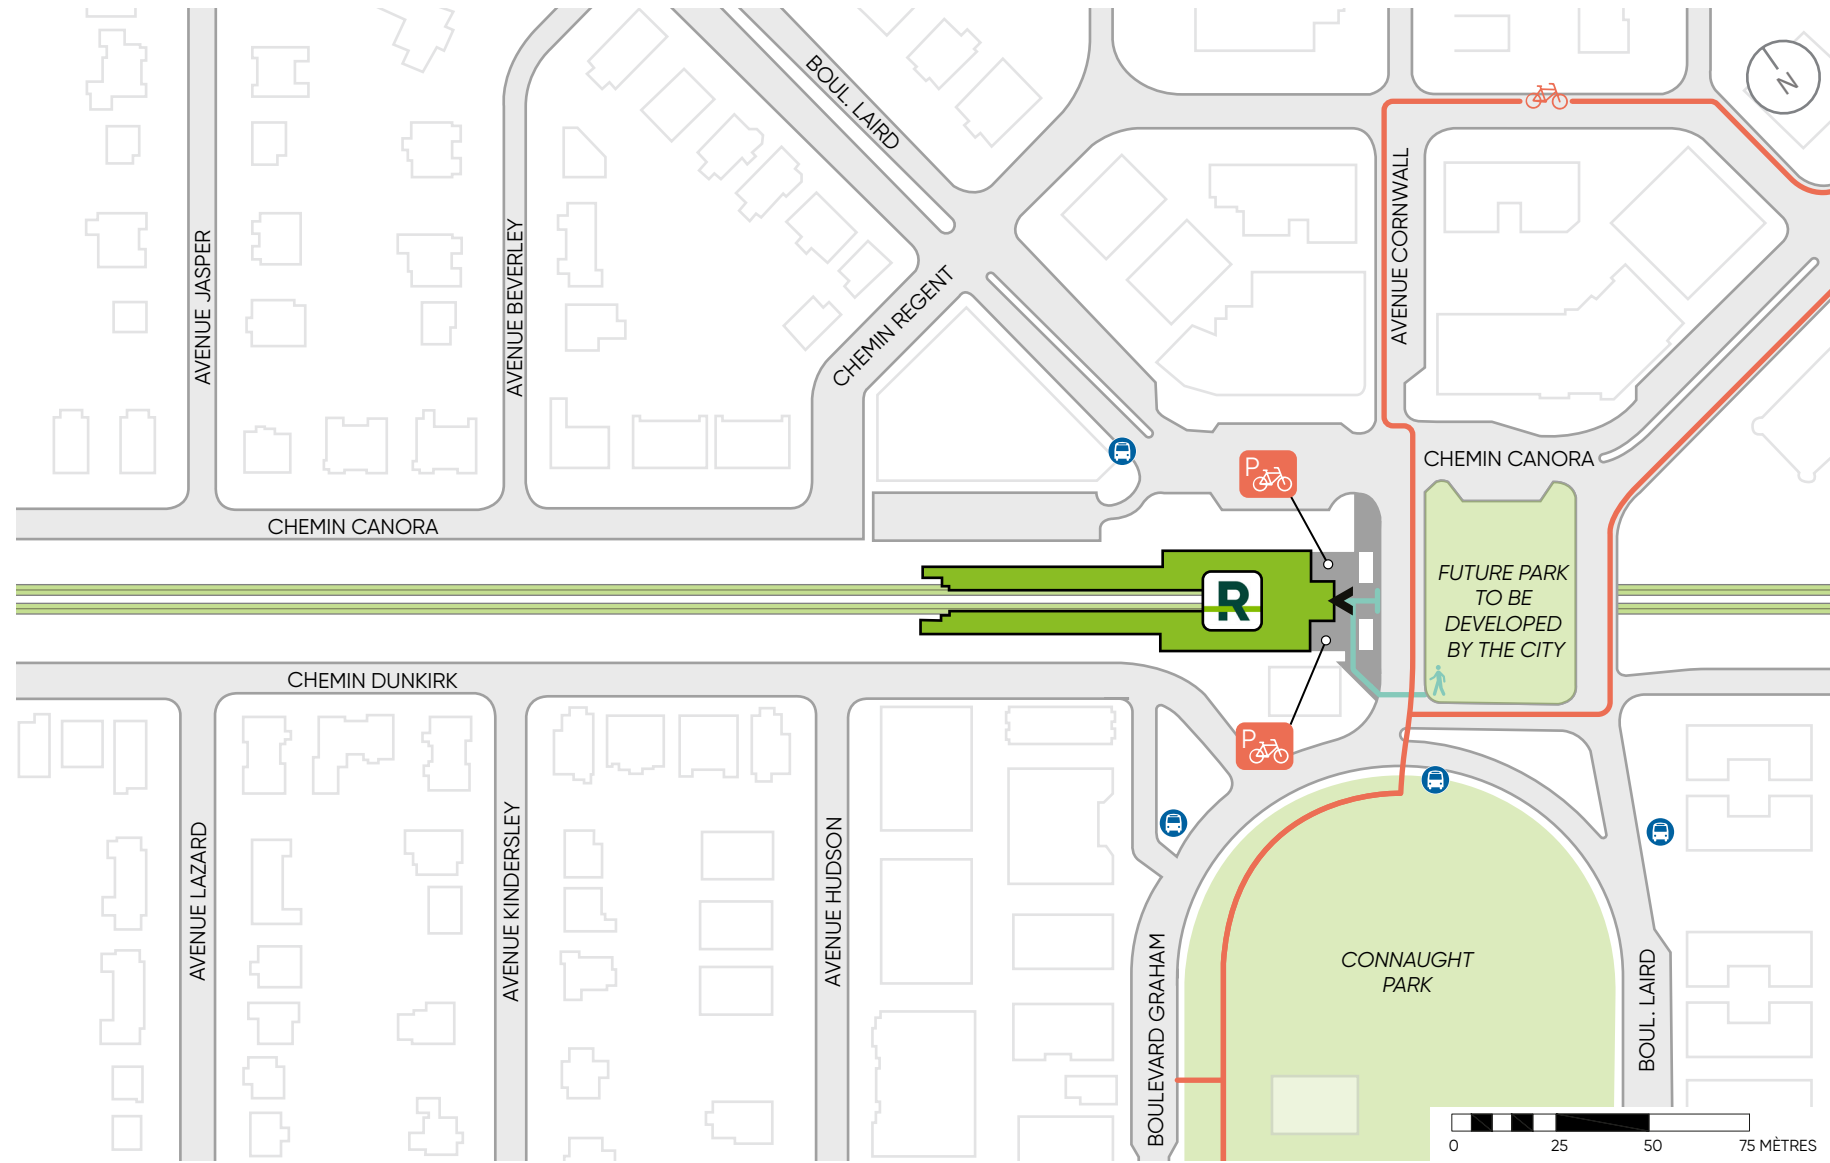 BOUL. LAIRD
N
AVENUE JASPER
AVENUE BEVERLEY
CHEMIN REGENT
AVENUE CORNWALL
CHEMIN CANORA
P
CHEMIN CANORA
R
FUTURE PARK
TO BE
DEVELOPED
BY THE CITY
CHEMIN DUNKIRK
P
AVENUE LAZARD
AVENUE KINDERSLEY
AVENUE HUDSON
BOULEVARD GRAHAM
CONNAUGHT
PARK
BOUL. LAIRD
0 25 50 75 MÈTRES